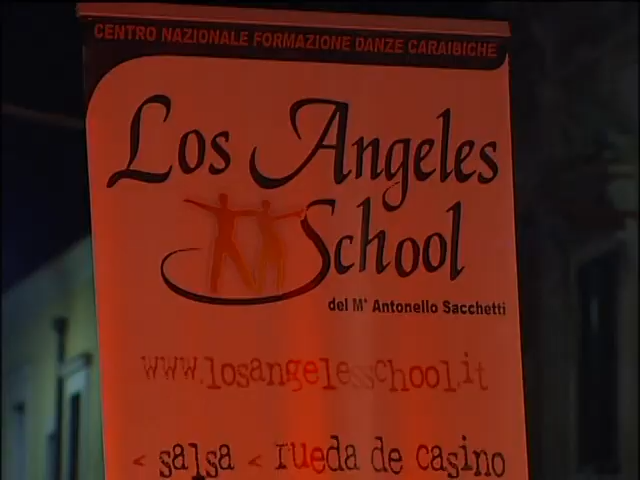 CENTRO NAZIONALE FORMAZIONE DANZE CARAIBICHE
Los Angeles
School
del M° Antonello Sacchetti
www.losangelesschool.it
< salsa < rueda de casino